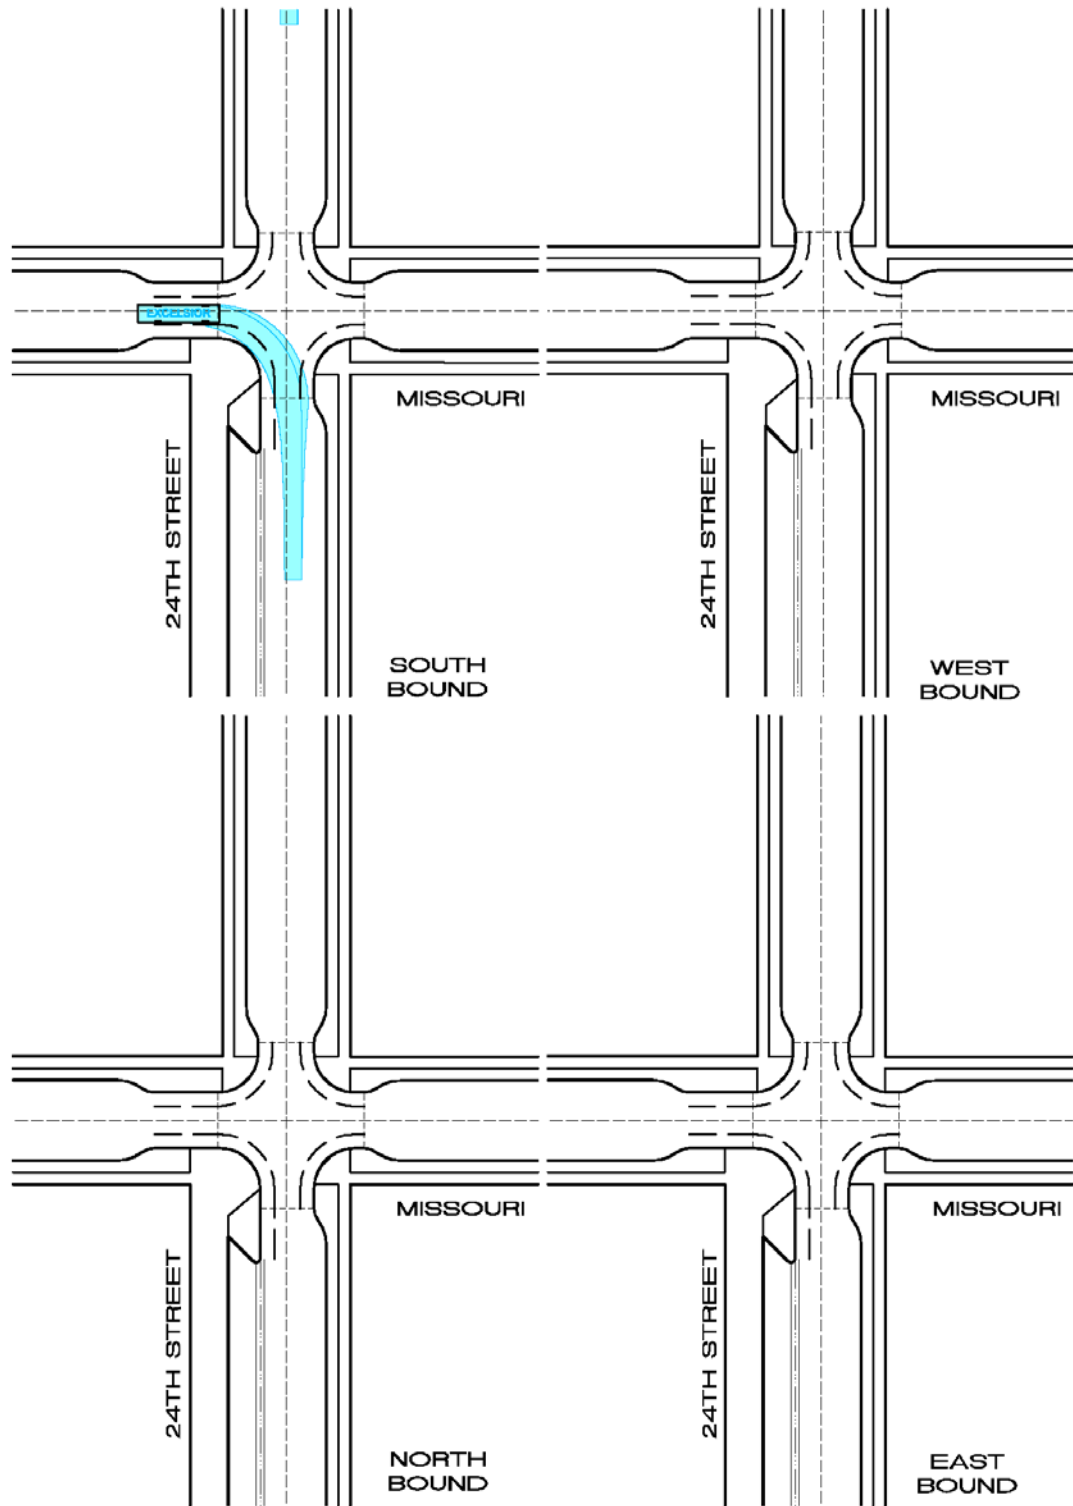 EXCELSIOR
MISSOURI
24TH STREET
SOUTH
BOUND
MISSOURI
24TH STREET
WEST
BOUND
MISSOURI
24TH STREET
NORTH
BOUND
MISSOURI
24TH STREET
EAST
BOUND